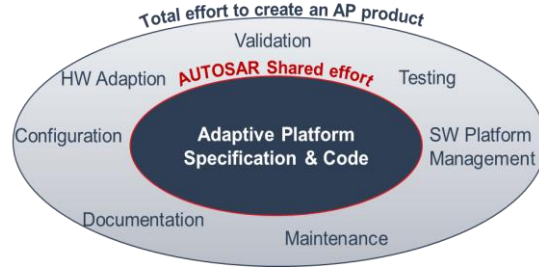 Total effort to create an AP product
Validation
HW Adaption
AUTOSAR Shared effort
Testing
Configuration
Adaptive Platform
Specification & Code
SW Platform
Management
Documentation
Maintenance